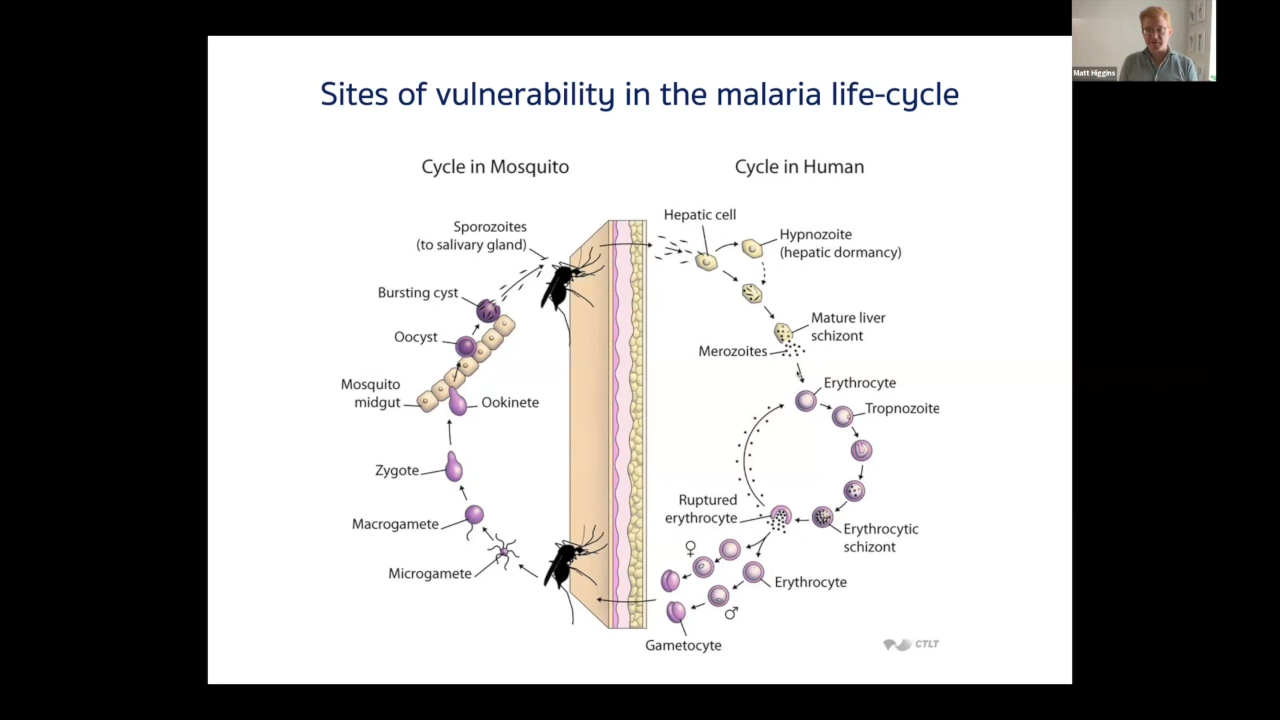 Matt Higgins
Sites of vulnerability in the malaria life-cycle
Cycle in Mosquito
Cycle in Human
Sporozoites
(to salivary gland)
Bursting cyst
Oocyst
Mosquito
midgut
Ookinete
Zygote
Macrogamete
Microgamete
Hepatic cell
Hypnozoite
(hepatic dormancy)
Mature liver
schizont
Merozoites
Erythrocyte
Tropnozoite
Ruptured
erythrocyte
Erythrocytic
schizont
♀
Erythrocyte
♂
Gametocyte
CTLT